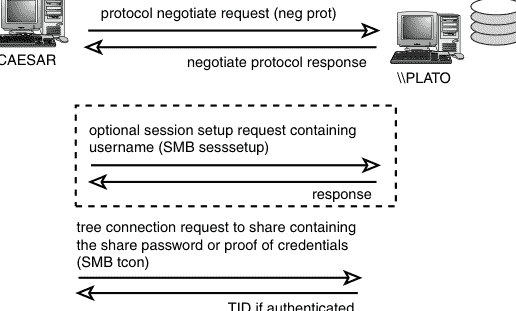 protocol negotiate request (neg prot)
CAESAR
negotiate protocol response
\\PLATO
optional session setup request containing
username (SMB sesssetup)
response
tree connection request to share containing
the share password or proof of credentials
(SMB tcon)
TID if authenticated